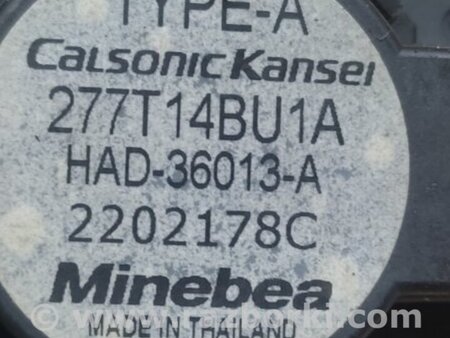 TYPE-A
CalsonicKansei
277T14BU1A
HAD-36013-A
2202178C
Minebea
MADE IN THAILAND